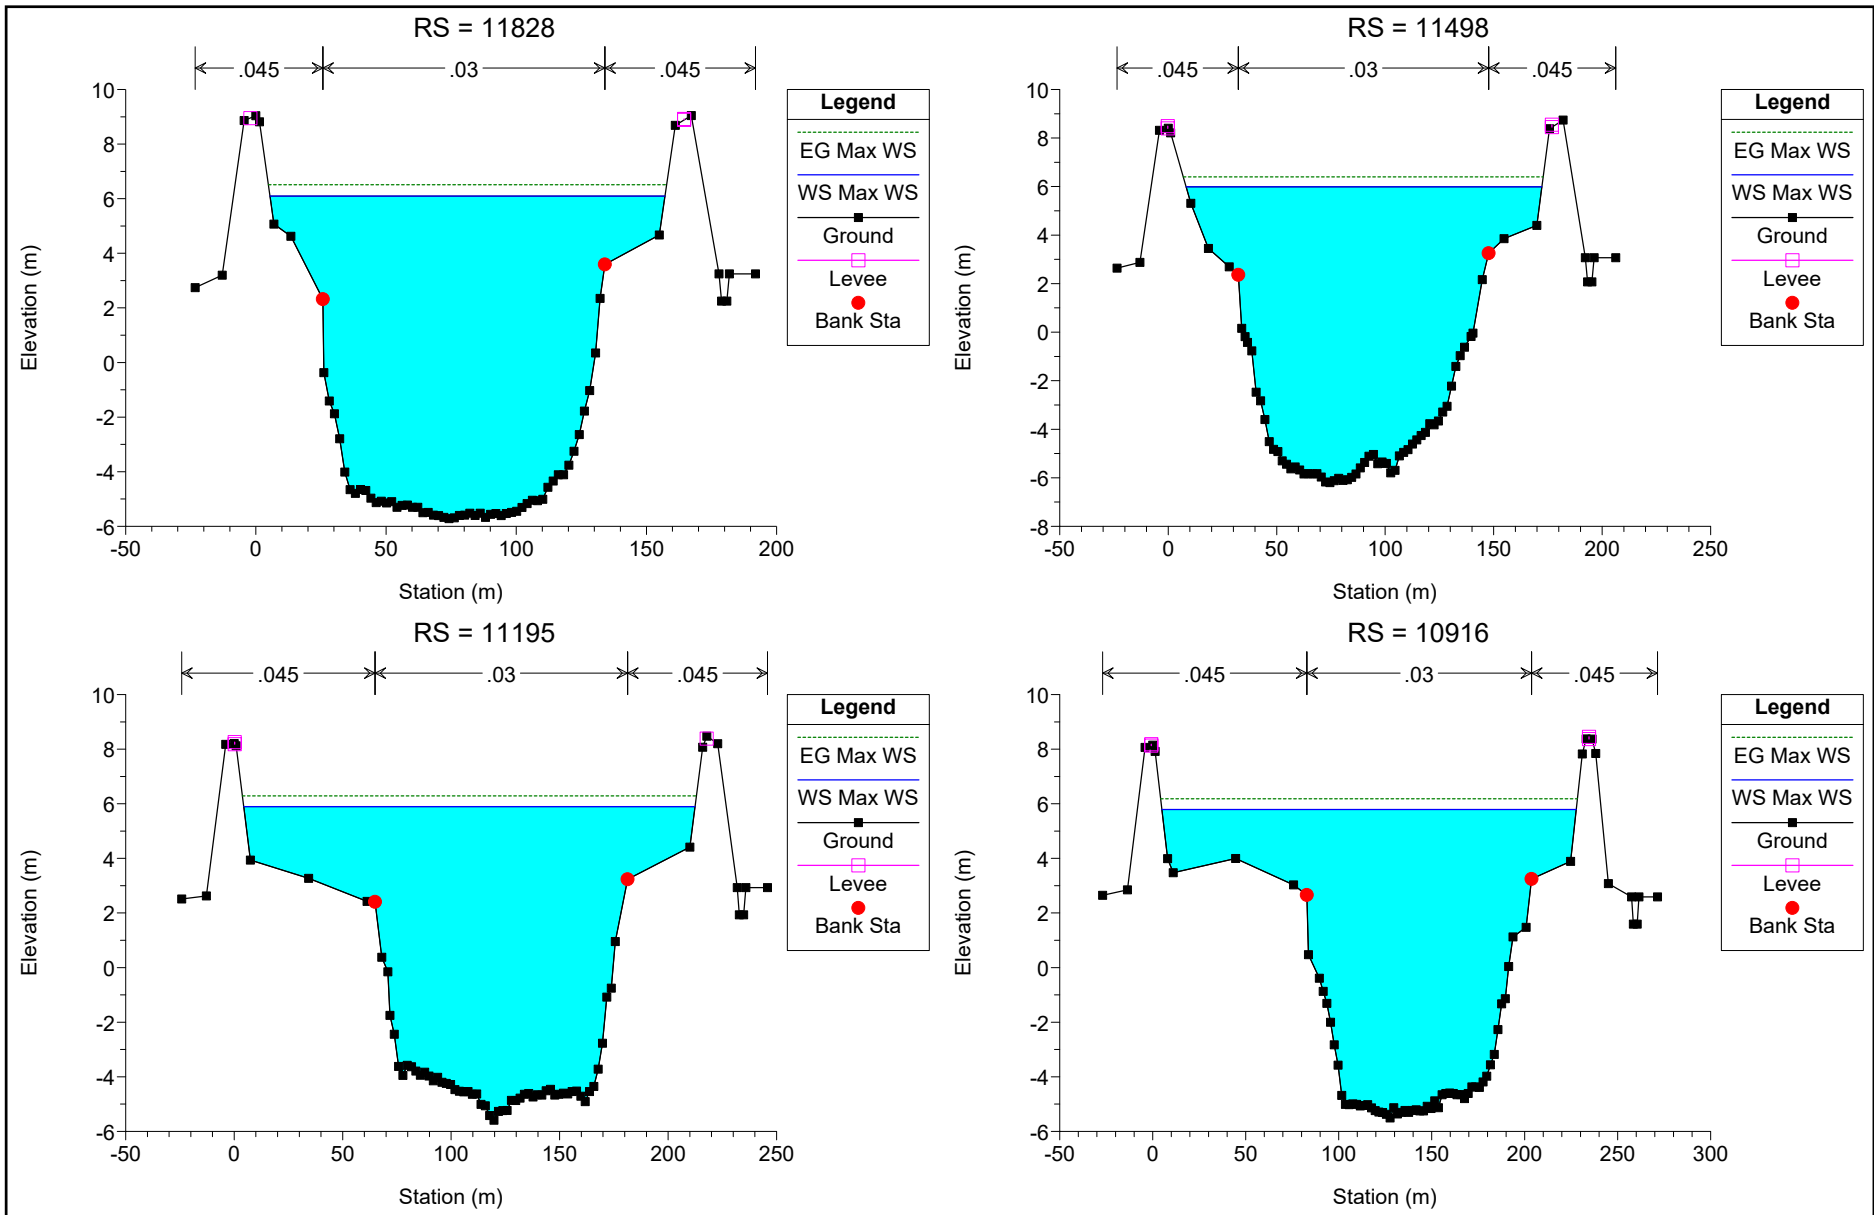 RS = 11828
.045
.03
.045
10
8
6
4
2
0
-2
-4
-6
-50
0
50
100
150
200
Elevation (m)
Station (m)
Legend
EG Max WS
WS Max WS
Ground
Levee
Bank Sta
RS = 11498
.045
.03
.045
10
8
6
4
2
0
-2
-4
-6
-8
-50
0
50
100
150
200
250
Elevation (m)
Station (m)
Legend
EG Max WS
WS Max WS
Ground
Levee
Bank Sta
RS = 11195
.045
.03
.045
10
8
6
4
2
0
-2
-4
-6
-50
0
50
100
150
200
250
Elevation (m)
Station (m)
Legend
EG Max WS
WS Max WS
Ground
Levee
Bank Sta
RS = 10916
.045
.03
.045
10
8
6
4
2
0
-2
-4
-6
-50
0
50
100
150
200
250
300
Elevation (m)
Station (m)
Legend
EG Max WS
WS Max WS
Ground
Levee
Bank Sta